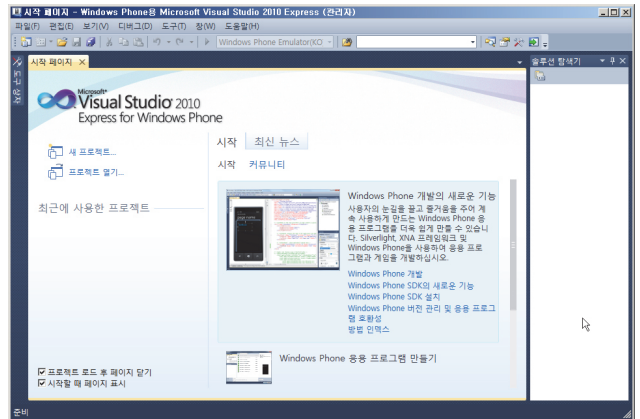 시작 페이지 - Windows Phone용 Microsoft Visual Studio 2010 Express (관리자)
파일(F) 편집(E) 보기(V) 디버그(D) 도구(T) 창(W) 도움말(H)
Windows Phone Emulator(KO
도구 상자
시작 페이지
솔루션 탐색기
Microsoft
Visual Studio 2010
Express for Windows Phone
새 프로젝트...
프로젝트 열기...
최근에 사용한 프로젝트
시작 최신 뉴스
시작 커뮤니티
Windows Phone 개발의 새로운 기능
사용자의 눈길을 끌고 즐거움을 주어 계
속 사용하게 만드는 Windows Phone 응
용 프로그램을 더욱 쉽게 만들 수 있습니
다. Silverlight, XNA 프레임워크 및
Windows Phone을 사용하여 응용 프로
그램과 게임을 개발하십시오.
Windows Phone 개발
Windows Phone SDK의 새로운 기능
Windows Phone SDK 설치
Windows Phone 버전 관리 및 응용 프로그
램 호환성
방법 인덱스
Windows Phone 응용 프로그램 만들기
프로젝트 로드 후 페이지 닫기
시작할 때 페이지 표시
준비